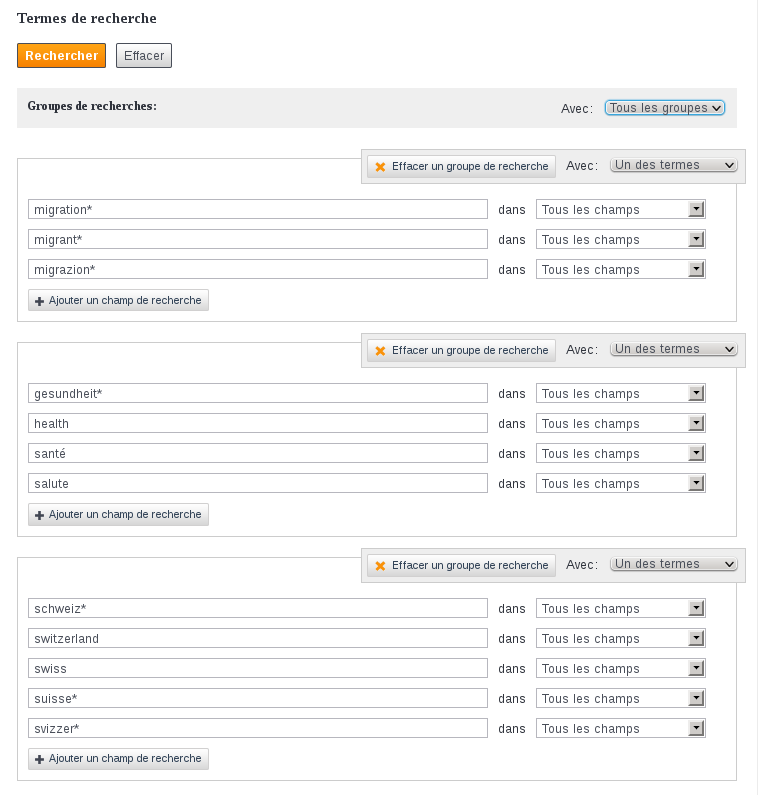 Termes de recherche
Rechercher Effacer
Groupes de recherches: Avec: Tous les groupes
Effacer un groupe de recherche Avec: Un des termes
migration* dans Tous les champs
migrant* dans Tous les champs
migrazion* dans Tous les champs
Ajouter un champ de recherche
Effacer un groupe de recherche Avec: Un des termes
gesundheit* dans Tous les champs
health dans Tous les champs
santé dans Tous les champs
salute dans Tous les champs
Ajouter un champ de recherche
Effacer un groupe de recherche Avec: Un des termes
schweiz* dans Tous les champs
switzerland dans Tous les champs
swiss dans Tous les champs
suisse* dans Tous les champs
svizzer* dans Tous les champs
Ajouter un champ de recherche